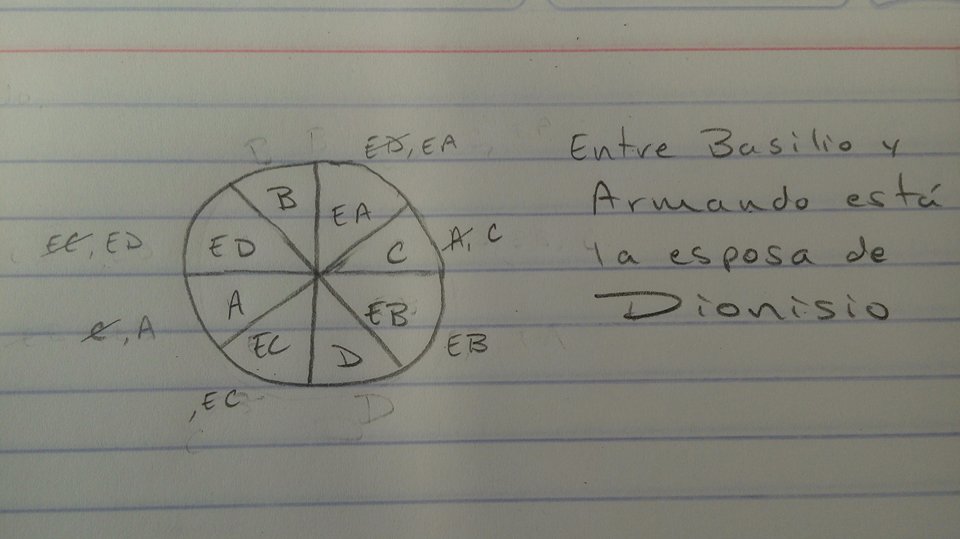 ED, EA
B
EA
EC, ED
ED
C
A, C
C, A
A
EB
EC
D
EB
, EC
D
Entre Basilio y
Armando está
la esposa de
Dionisio